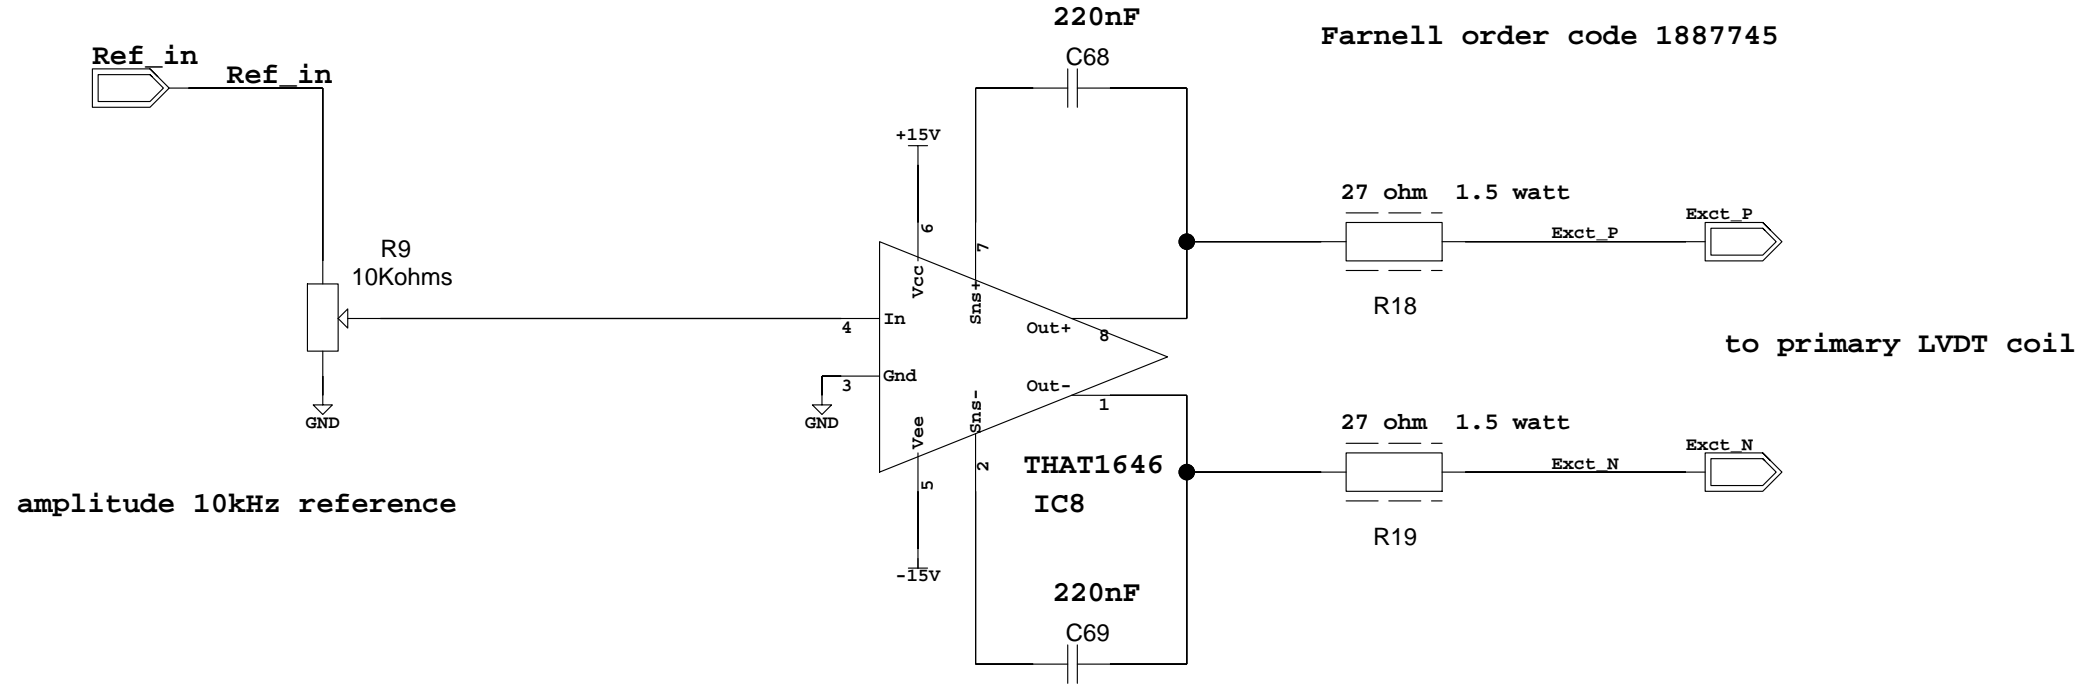 220nF
Farnell order code 1887745
C68
Ref_in
Ref_in
+15V
27 ohm 1.5 watt
Exct_P
Exct_P
6
7
R9
10Kohms
Vcc
Sns+
R18
4
In
Out+
8
to primary LVDT coil
3
Gnd
Out-
1
GND
GND
Sns-
Vee
27 ohm 1.5 watt
Exct_N
Exct_N
2
5
THAT1646
IC8
amplitude 10kHz reference
R19
-15V
220nF
C69